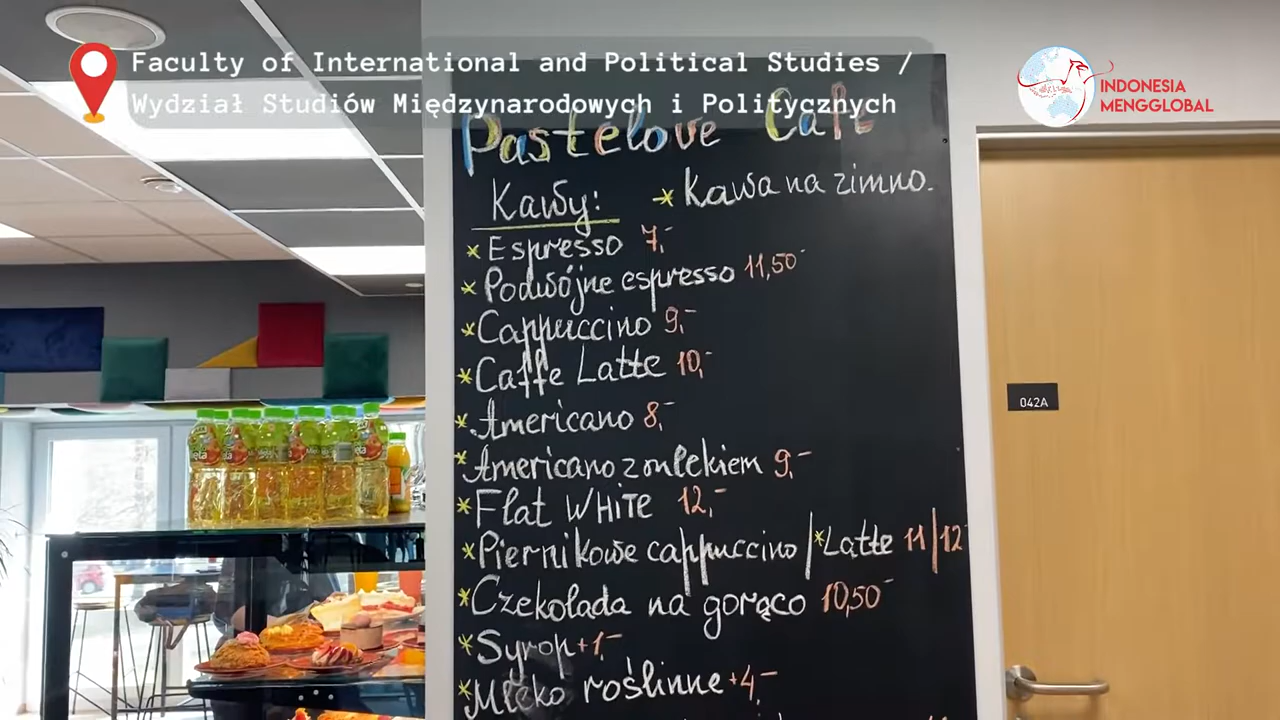 Faculty of International and Political Studies /
Wydział Studiów Międzynarodowych i Politycznych
INDONESIA
MENGGLOBAL
Pastelove Cafe
Kawy: * Kawa na zimno.
* Espresso 7,-
* Podwójne espresso 11,50-
* Cappuccino 9,-
* Caffe Latte 10,-
* Americano 8,-
* Americano z mlekiem 9,-
* Flat WHiTE 12,-
* Piernikowe cappuccino /* Latte 11/12
* Czekolada na gorąco 10,50-
* Syrop +1,-
* Mleko roślinne +4,-
042A